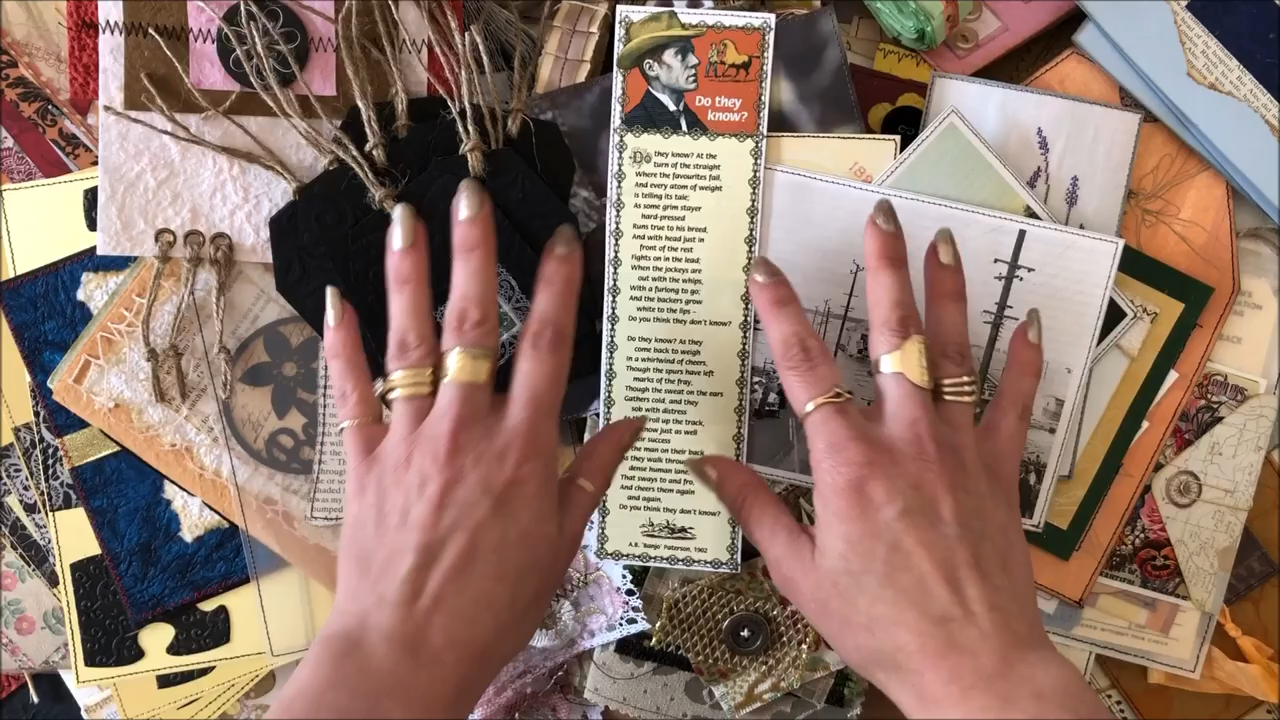 Do they
know?
Do they know? At the
turn of the straight
Where the favourites fail,
And every atom of weight
is telling its tale;
As some grim stayer
hard-pressed
Runs true to his breed,
And with head just in
front of the rest
Fights on in the lead;
When the jockeys are
out with the whips,
With a furlong to go;
And the backers grow
white to the lips –
Do you think they don't know?
Do they know? As they
come back to weigh
In a whirlwind of cheers,
Though the spurs have left
marks of the fray,
Though the sweat on the ears
Gathers cold, and they
sob with distress
roll up the track,
know just as well
success
the man on their back
As they walk through
dense human lane,
That sways to and fro,
And cheers them again
and again,
Do you think they don't know?
A.B. 'Banjo' Paterson, 1902